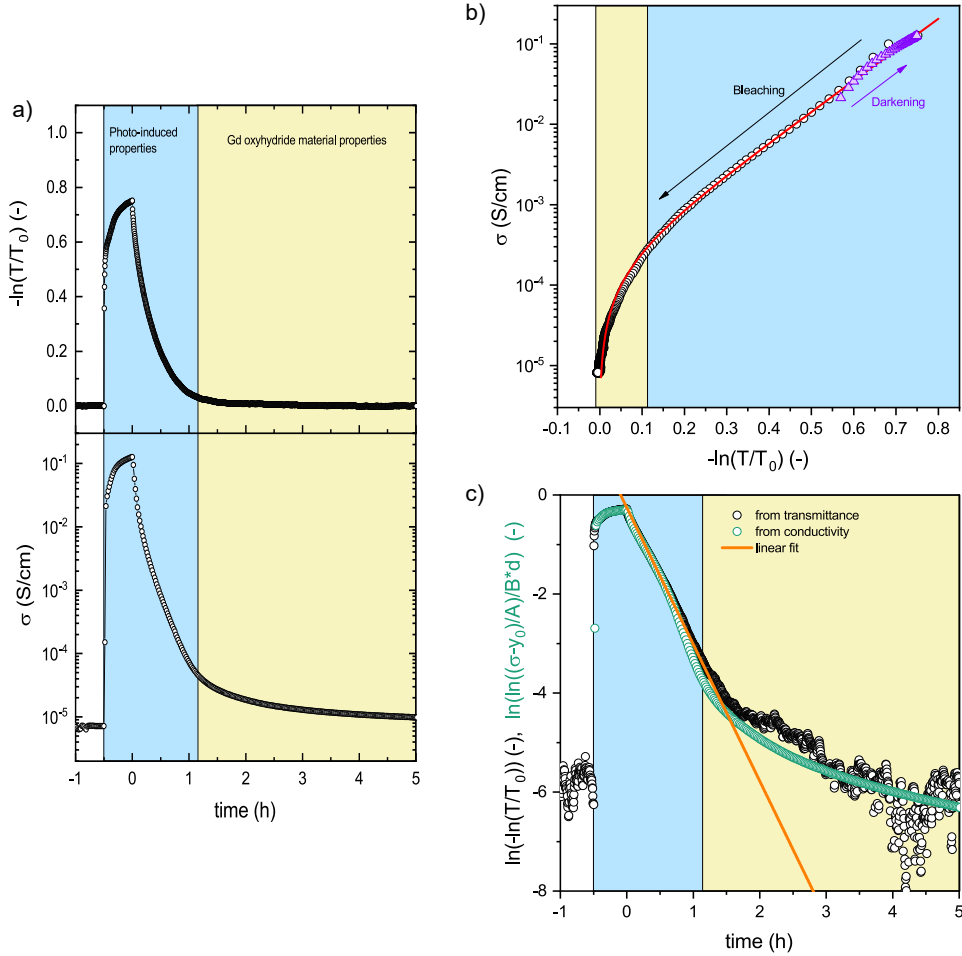 a)
Photo-induced
properties
Gd oxyhydride material properties
-ln(T/T₀) (-)
1.0
0.8
0.6
0.4
0.2
0.0
σ (S/cm)
10⁻¹
10⁻²
10⁻³
10⁻⁴
10⁻⁵
-1 0 1 2 3 4 5
time (h)
b)
Bleaching
Darkening
σ (S/cm)
10⁻¹
10⁻²
10⁻³
10⁻⁴
10⁻⁵
-0.1 0.0 0.1 0.2 0.3 0.4 0.5 0.6 0.7 0.8
-ln(T/T₀) (-)
c)
from transmittance
from conductivity
linear fit
ln(-ln(T/T₀)) (-), ln(ln((σ-y₀)/A)/B*d) (-)
0
-2
-4
-6
-8
-1 0 1 2 3 4 5
time (h)